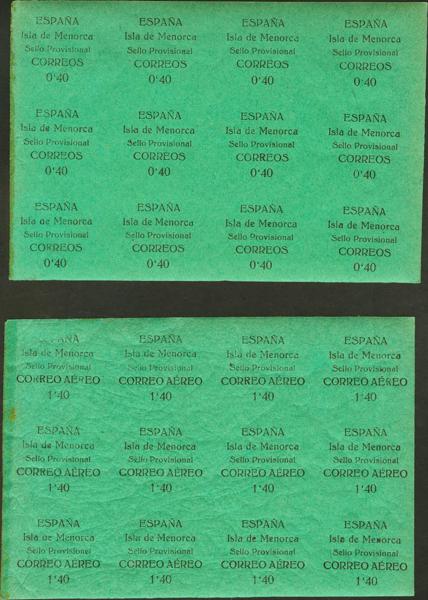 ESPAÑA ESPAÑA ESPAÑA ESPAÑA
Isla de Menorca Isla de Menorca Isla de Menorca Isla de Menorca
Sello Provisional Sello Provisional Sello Provisional Sello Provisional
CORREOS CORREOS CORREOS CORREOS
0'40 0'40 0'40 0'40
ESPAÑA ESPAÑA ESPAÑA ESPAÑA
Isla de Menorca Isla de Menorca Isla de Menorca Isla de Menorca
Sello Provisional Sello Provisional Sello Provisional Sello Provisional
CORREOS CORREOS CORREOS CORREOS
0'40 0'40 0'40 0'40
ESPAÑA ESPAÑA ESPAÑA ESPAÑA
Isla de Menorca Isla de Menorca Isla de Menorca Isla de Menorca
Sello Provisional Sello Provisional Sello Provisional Sello Provisional
CORREOS CORREOS CORREOS CORREOS
0'40 0'40 0'40 0'40
ESPAÑA ESPAÑA ESPAÑA ESPAÑA
Isla de Menorca Isla de Menorca Isla de Menorca Isla de Menorca
Sello Provisional Sello Provisional Sello Provisional Sello Provisional
CORREO AÉREO CORREO AÉREO CORREO AÉREO CORREO AÉREO
1'40 1'40 1'40 1'40
ESPAÑA ESPAÑA ESPAÑA ESPAÑA
Isla de Menorca Isla de Menorca Isla de Menorca Isla de Menorca
Sello Provisional Sello Provisional Sello Provisional Sello Provisional
CORREO AÉREO CORREO AÉREO CORREO AÉREO CORREO AÉREO
1'40 1'40 1'40 1'40
ESPAÑA ESPAÑA ESPAÑA ESPAÑA
Isla de Menorca Isla de Menorca Isla de Menorca Isla de Menorca
Sello Provisional Sello Provisional Sello Provisional Sello Provisional
CORREO AÉREO CORREO AÉREO CORREO AÉREO CORREO AÉREO
1'40 1'40 1'40 1'40